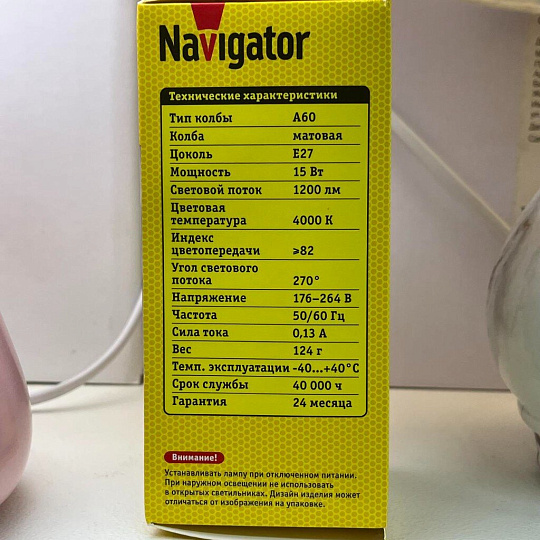 Navigator
Технические характеристики
Тип колбы A60
Колба матовая
Цоколь E27
Мощность 15 Вт
Световой поток 1200 лм
Цветовая
температура 4000 К
Индекс
цветопередачи ⩾82
Угол светового
потока 270°
Напряжение 176–264 В
Частота 50/60 Гц
Сила тока 0,13 А
Вес 124 г
Темп. эксплуатации -40...+40°C
Срок службы 40 000 ч
Гарантия 24 месяца
Внимание!
Устанавливать лампу при отключенном питании.
При наружном освещении не использовать
в открытых светильниках. Дизайн изделия может
отличаться от изображения на упаковке.